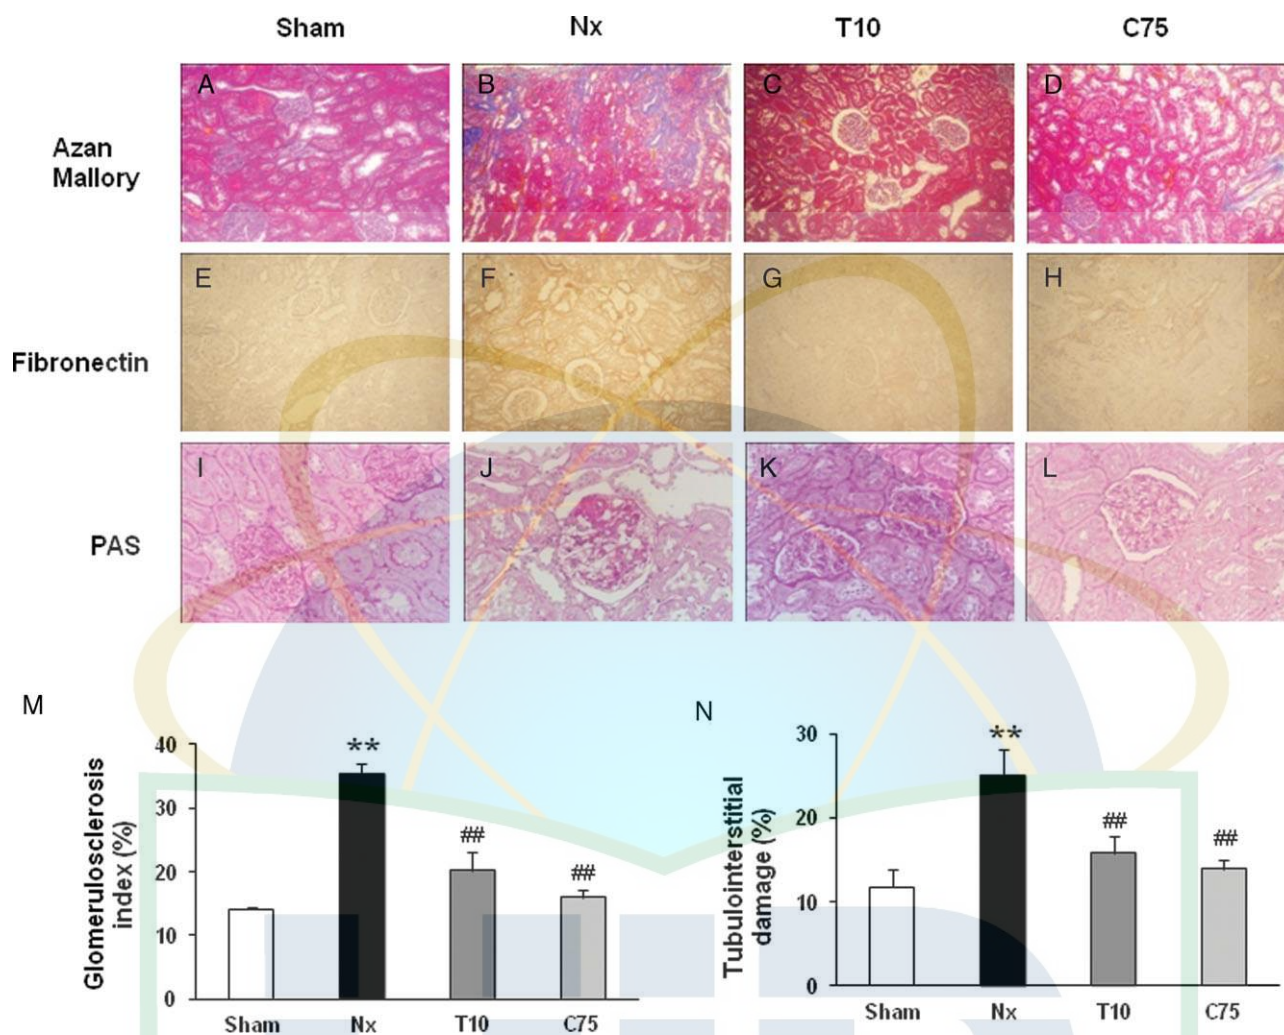 Sham Nx T10 C75
Azan
Mallory
A B C D
Fibronectin
E F G H
PAS
I J K L
M
Glomerulosclerosis
index (%)
40
30
20
10
0
**
##
##
Sham Nx T10 C75
N
Tubulointerstitial
damage (%)
30
20
10
0
**
##
##
Sham Nx T10 C75